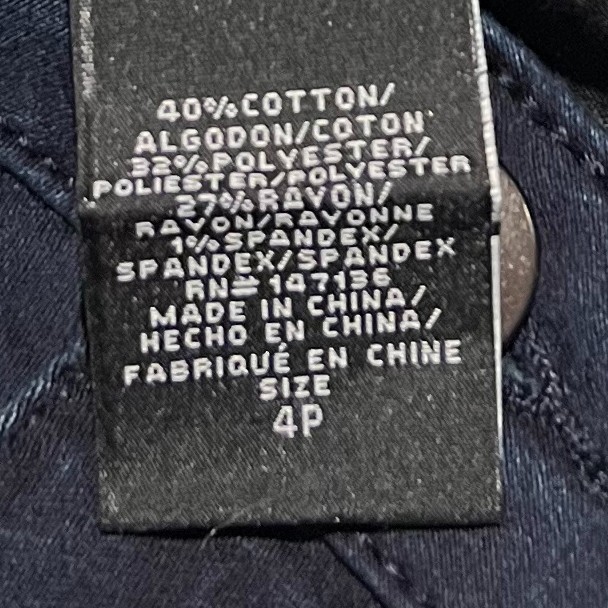 40%COTTON/
ALGODON/COTON
32%POLYESTER/
POLIESTER/POLYESTER
27%RAYON/
RAYON/RAYONNE
1%SPANDEX/
SPANDEX/SPANDEX
RN# 147136
MADE IN CHINA/
HECHO EN CHINA/
FABRIQUÉ EN CHINE
SIZE
4P